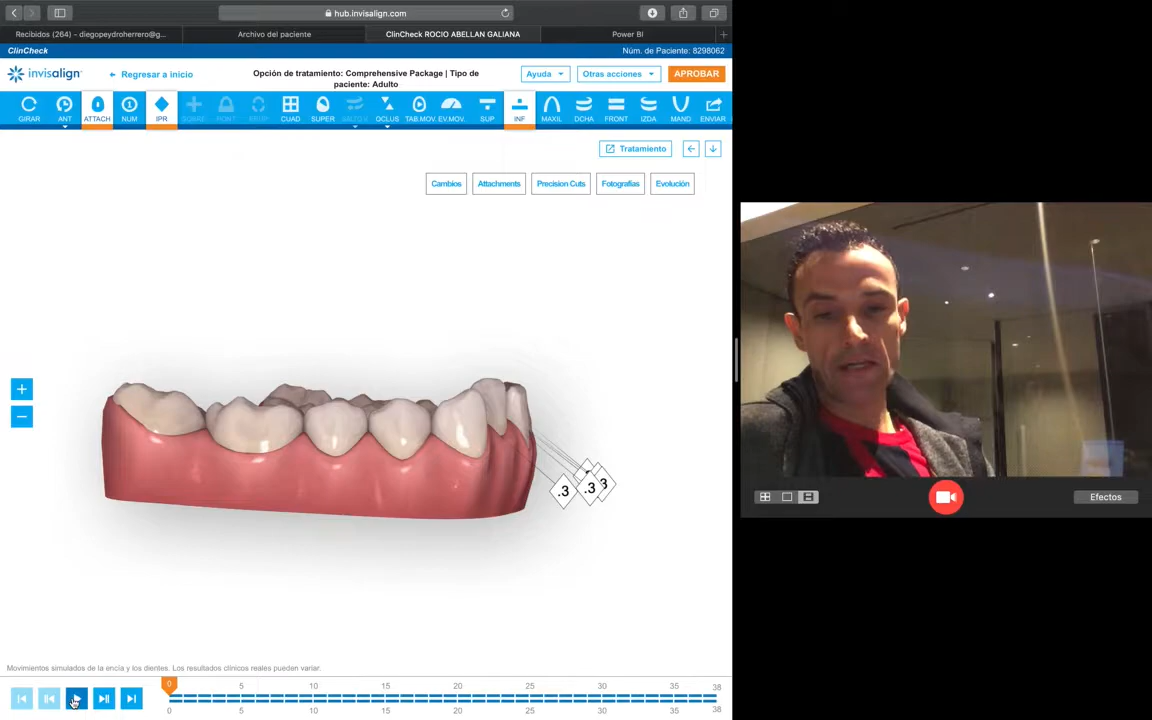 hub.invisalign.com
Recibidos (264) - diegopeydroherrero@g...
Archivo del paciente
ClinCheck ROCIO ABELLAN GALIANA
Power BI
ClinCheck
Núm. de Paciente: 8298062
invisalign
Regresar a inicio
Opción de tratamiento: Comprehensive Package | Tipo de
paciente: Adulto
Ayuda
Otras acciones
APROBAR
GIRAR
ANT
ATTACH
NUM
IPR
CUAD
SUPER
OCLUS
TAB.MOV.
EV.MOV.
SUP
INF
MAXIL
DCHA
FRONT
IZDA
MAND
ENVIAR
Tratamiento
Cambios
Attachments
Precision Cuts
Fotografías
Evolución
.3
.3
3
Efectos
Movimientos simulados de la encía y los dientes. Los resultados clínicos reales pueden variar.
0 5 10 15 20 25 30 35 38
0 5 10 15 20 25 30 35 38